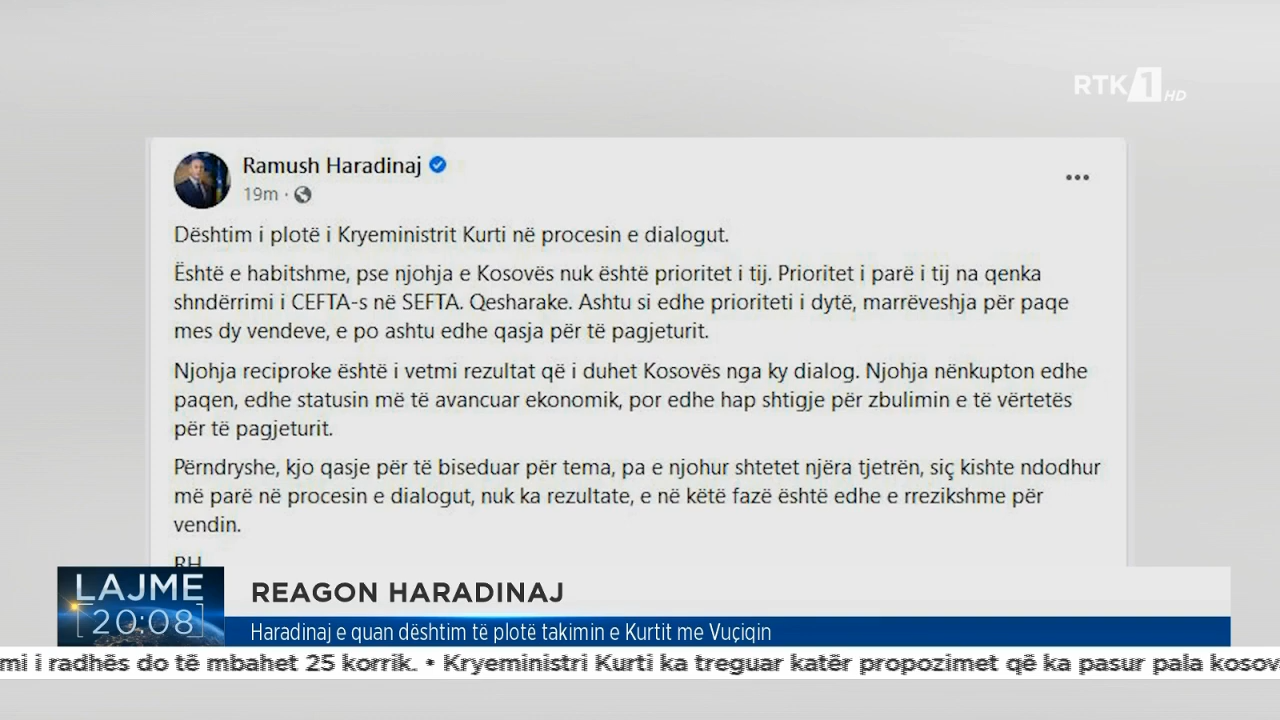 RTK 1 HD
Ramush Haradinaj
19m ·
Dështim i plotë i Kryeministrit Kurti në procesin e dialogut.
Është e habitshme, pse njohja e Kosovës nuk është prioritet i tij. Prioritet i parë i tij na qenka
shndërrimi i CEFTA-s në SEFTA. Qesharake. Ashtu si edhe prioriteti i dytë, marrëveshja për paqe
mes dy vendeve, e po ashtu edhe qasja për të pagjeturit.
Njohja reciproke është i vetmi rezultat që i duhet Kosovës nga ky dialog. Njohja nënkupton edhe
paqen, edhe statusin më të avancuar ekonomik, por edhe hap shtigje për zbulimin e të vërtetës
për të pagjeturit.
Përndryshe, kjo qasje për të biseduar për tema, pa e njohur shtetet njëra tjetrën, siç kishte ndodhur
më parë në procesin e dialogut, nuk ka rezultate, e në këtë fazë është edhe e rrezikshme për
vendin.
RH
LAJME
[20:08]
REAGON HARADINAJ
Haradinaj e quan dështim të plotë takimin e Kurtit me Vuçiqin
mi i radhës do të mbahet 25 korrik. • Kryeministri Kurti ka treguar katër propozimet që ka pasur pala kosov